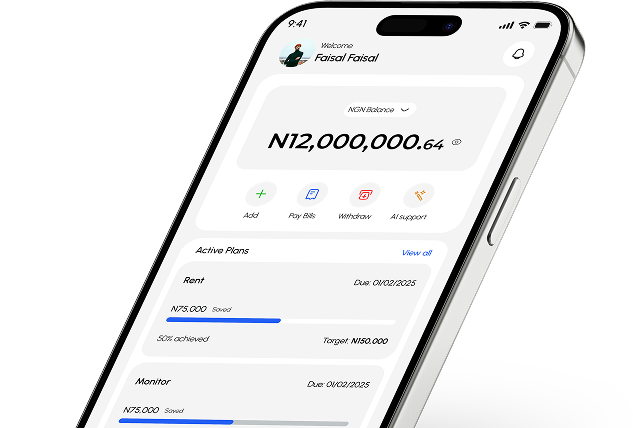 9:41
Welcome
Faisal Faisal
NGN Balance
N12,000,000.64
Add Pay Bills Withdraw AI support
Active Plans View all
Rent Due: 01/02/2025
N75,000 Saved
50% achieved Target: N150,000
Monitor Due: 01/02/2025
N75,000 Saved